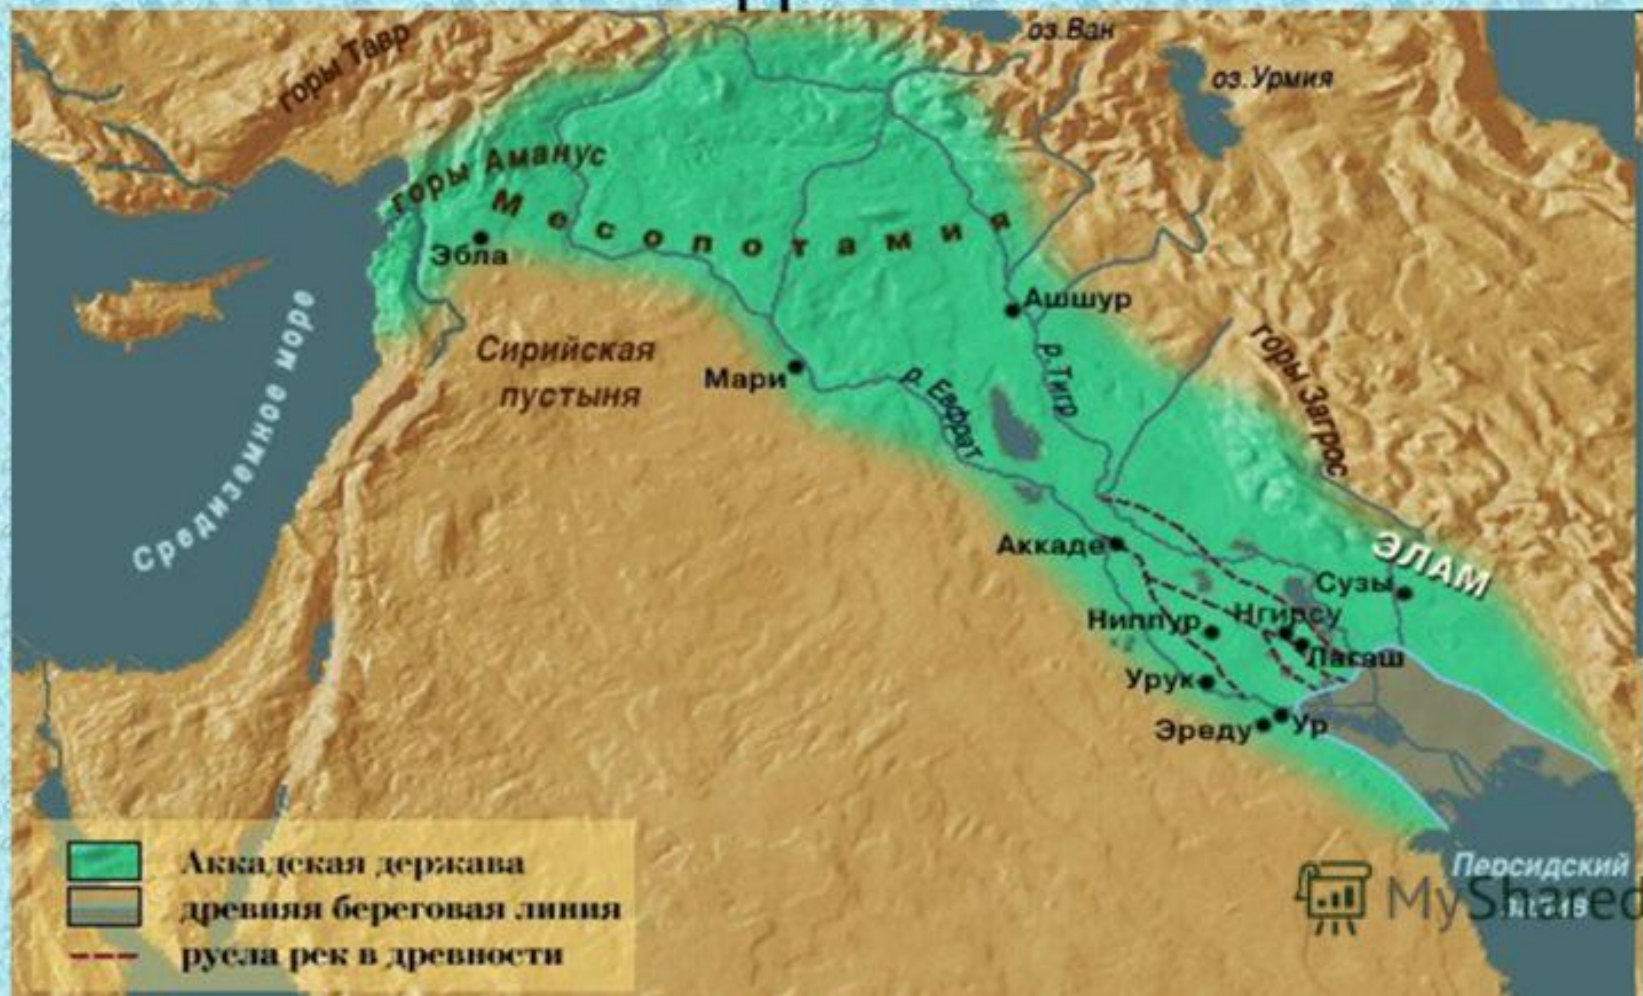 оз.Ван
горы Тавр
оз.Урмия
горы Аманус
Месопотамия
Эбла
Ашшур
Сирийская
пустыня
Мари
р. Евфрат
р.Тигр
горы Загрос
Средиземное море
Аккаде
ЭЛАМ
Сузы
Ниппур
Нгирсу
Лагаш
Урук
Эреду
Ур
Аккадская держава
древняя береговая линия
русла рек в древности
Персидский
залив
MyShared